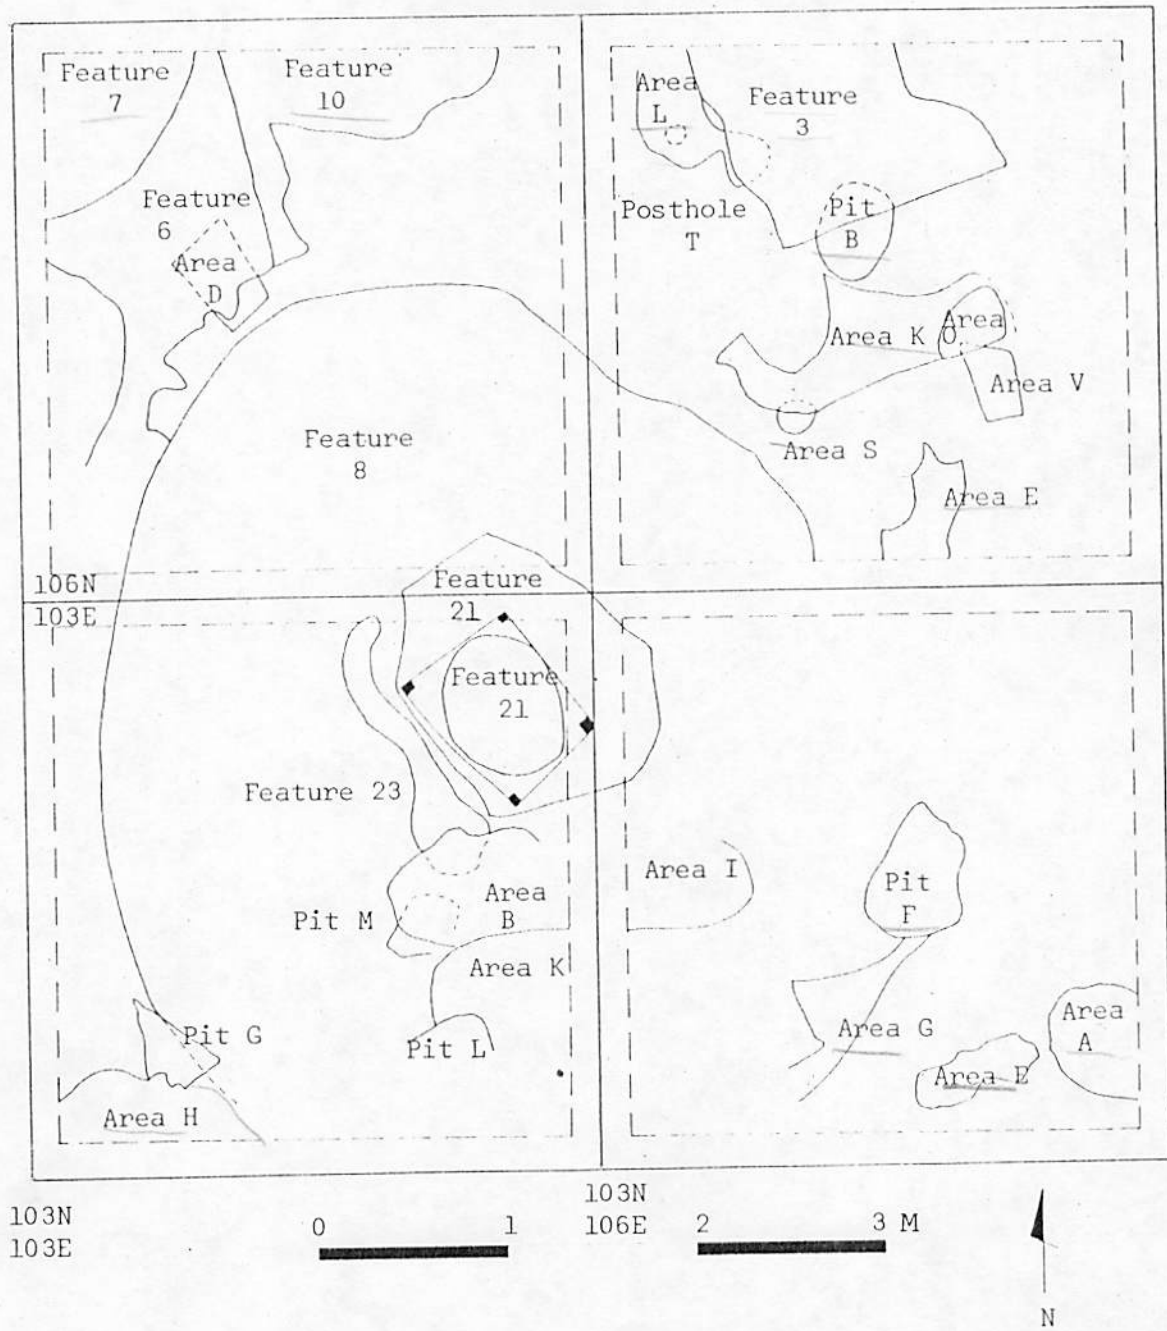 Feature
7
Feature
10
Feature
6
Area
D
Feature
8
106N
103E
Area
L
Feature
3
Posthole
T
Pit
B
Area K
Area
O
Area V
Area S
Area E
Feature
21
Feature
21
Feature 23
Pit M
Area
B
Area K
Pit L
Pit G
Area H
Area I
Pit
F
Area G
Area E
Area
A
103N
103E
0 1
103N
106E
2 3 M
N